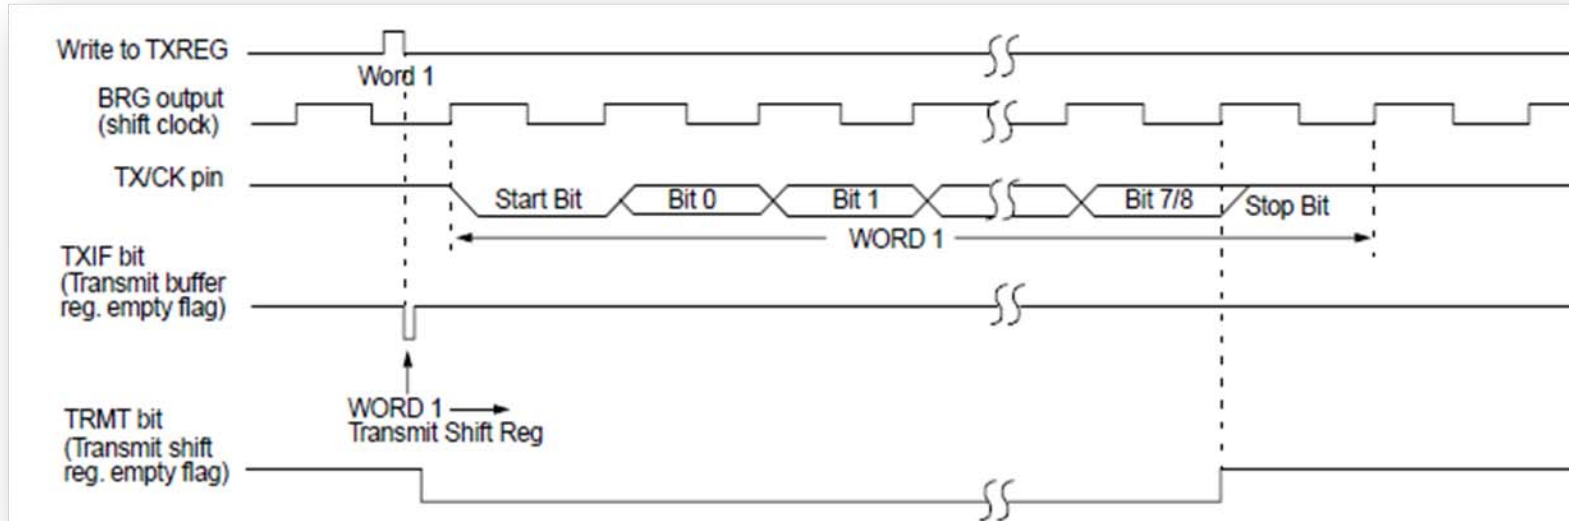 Write to TXREG
Word 1
BRG output
(shift clock)
TX/CK pin
Start Bit
Bit 0
Bit 1
Bit 7/8
Stop Bit
WORD 1
TXIF bit
(Transmit buffer
reg. empty flag)
WORD 1
Transmit Shift Reg
TRMT bit
(Transmit shift
reg. empty flag)